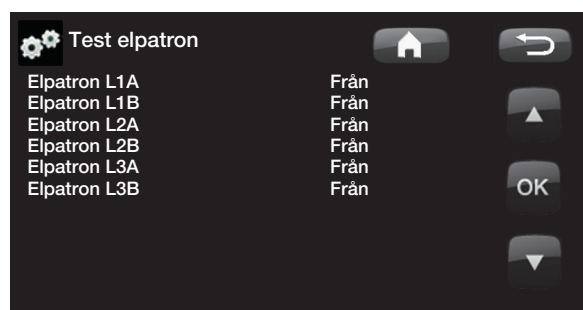 Test elpatron
Elpatron L1A Från
Elpatron L1B Från
Elpatron L2A Från
Elpatron L2B Från
Elpatron L3A Från
Elpatron L3B Från
OK